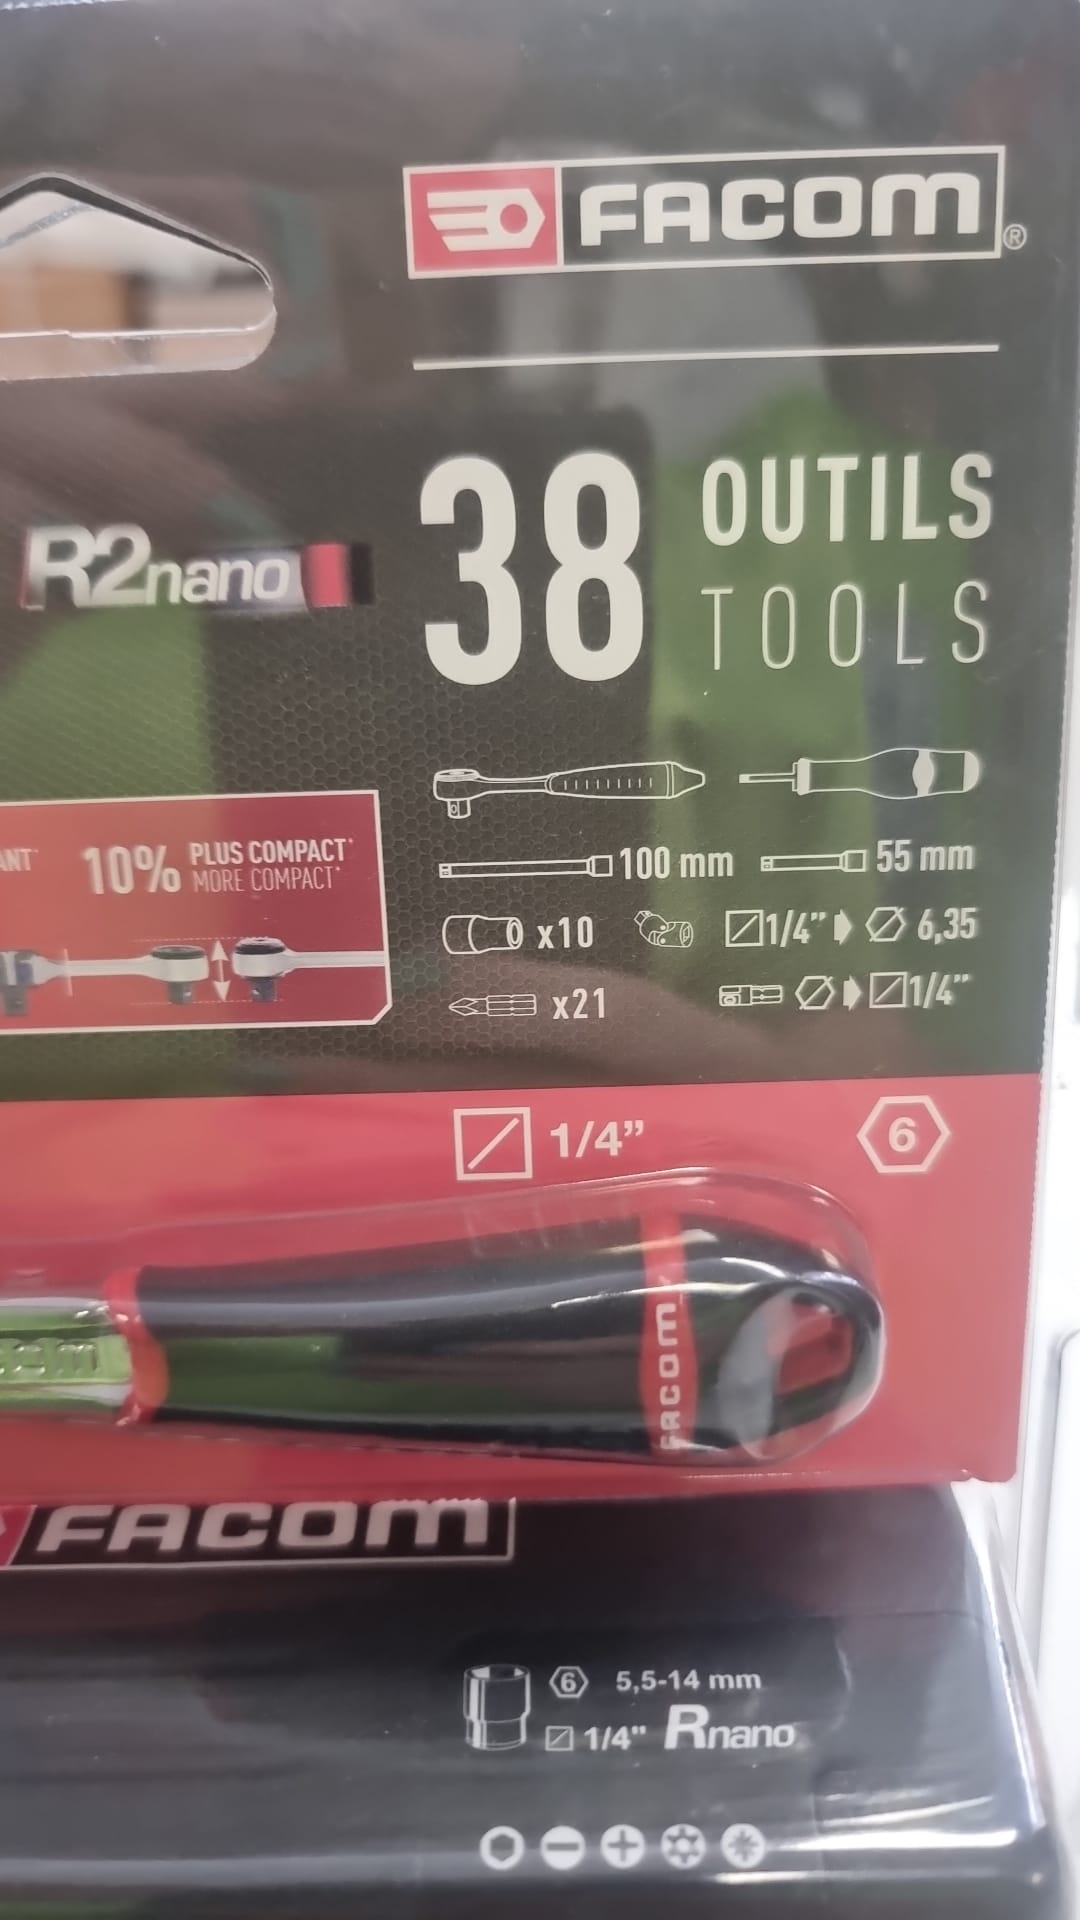 FACOM®
38 OUTILS
TOOLS
R2nano
ANT* 10% PLUS COMPACT*
MORE COMPACT*
100 mm 55 mm
x10 1/4” 6,35
x21 1/4”
1/4” 6
FACOM
FACOM
6 5,5-14 mm
1/4" Rnano